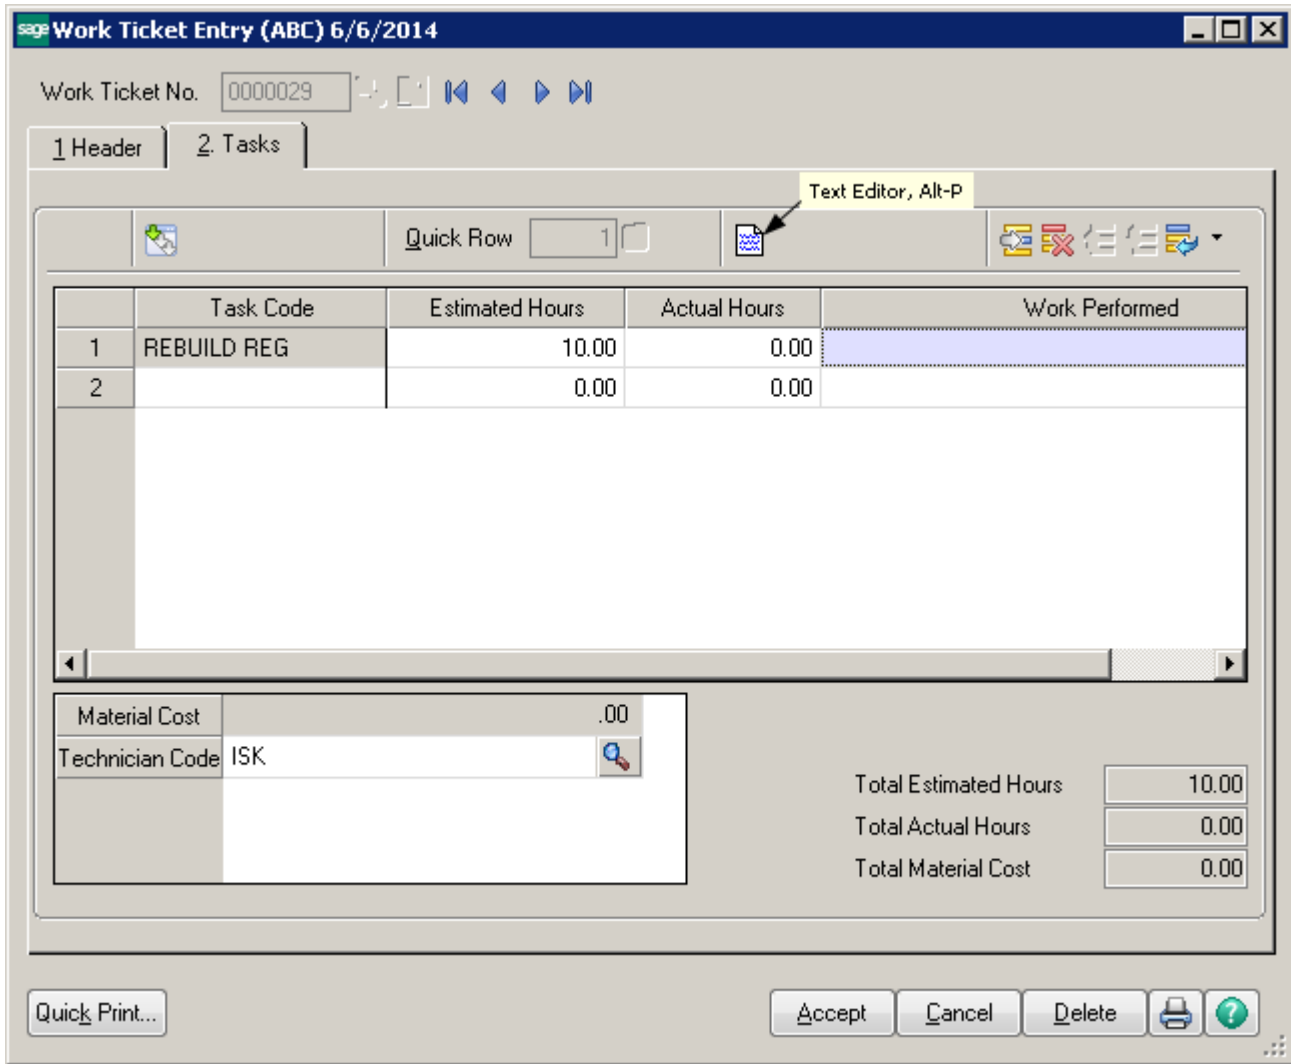 sage Work Ticket Entry (ABC) 6/6/2014
Work Ticket No. 0000029
1 Header 2. Tasks
Text Editor, Alt-P
Quick Row 1
Task Code Estimated Hours Actual Hours Work Performed
1 REBUILD REG 10.00 0.00
2 0.00 0.00
Material Cost .00
Technician Code ISK
Total Estimated Hours 10.00
Total Actual Hours 0.00
Total Material Cost 0.00
Quick Print... Accept Cancel Delete ?